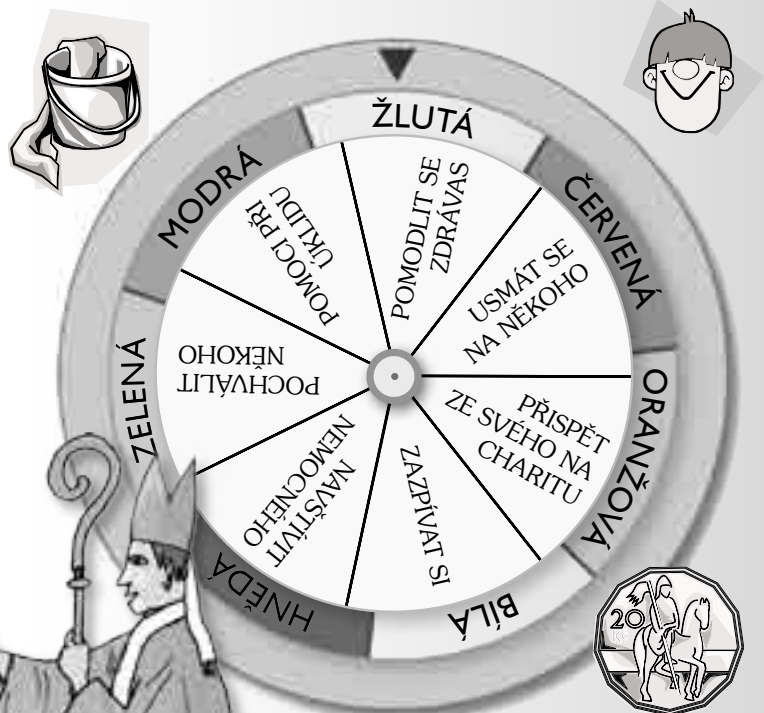 ŽLUTÁ
ČERVENÁ
ORANŽOVÁ
BÍLÁ
HNĚDÁ
ZELENÁ
MODRÁ
POMODLIT SE
ZDRÁVAS
USMÁT SE
NA NĚKOHO
PŘISPĚT
ZE SVÉHO NA
CHARITU
ZAZPÍVAT SI
NAVŠTÍVIT
NEMOCNÉHO
POCHVÁLIT
NĚKOHO
POMOCI PŘI
ÚKLIDU
20
Kč